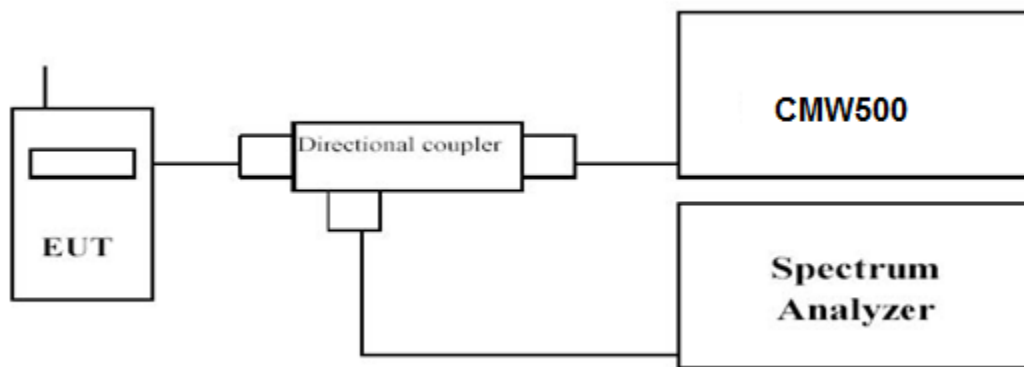 CMW500
Directional coupler
EUT
Spectrum
Analyzer